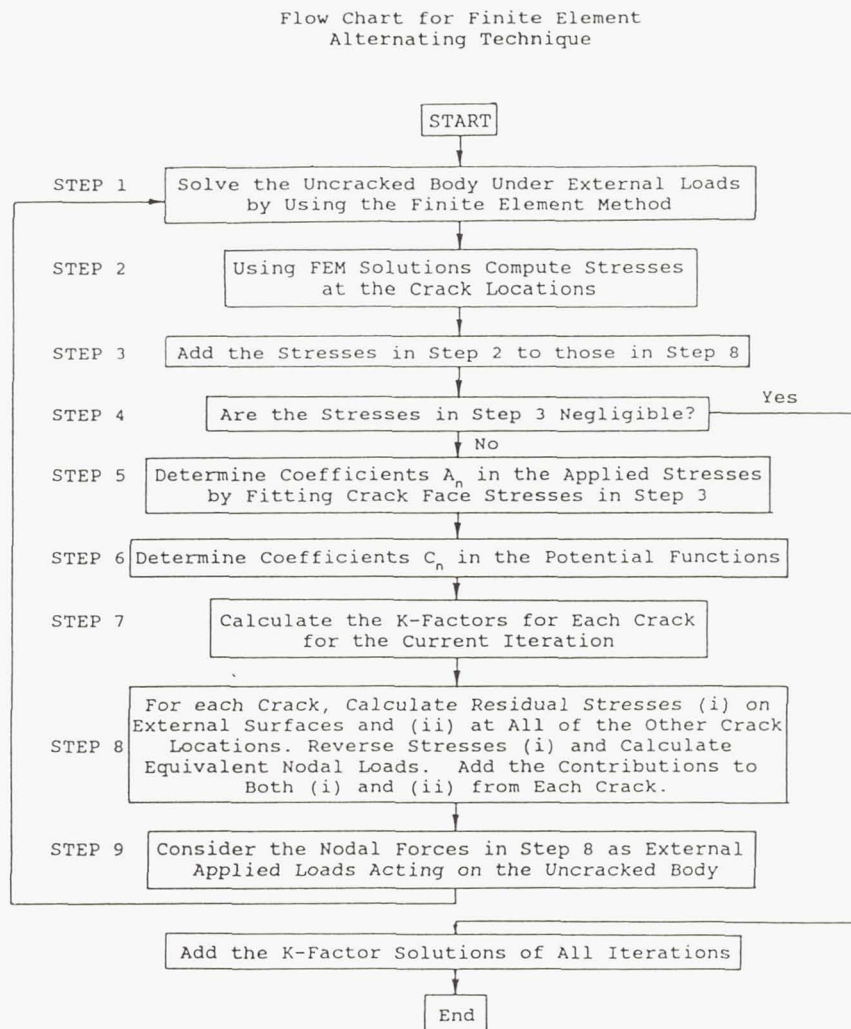 Flow Chart for Finite Element
Alternating Technique
START
STEP 1
Solve the Uncracked Body Under External Loads
by Using the Finite Element Method
STEP 2
Using FEM Solutions Compute Stresses
at the Crack Locations
STEP 3
Add the Stresses in Step 2 to those in Step 8
STEP 4
Are the Stresses in Step 3 Negligible?
Yes
No
STEP 5
Determine Coefficients An in the Applied Stresses
by Fitting Crack Face Stresses in Step 3
STEP 6
Determine Coefficients Cn in the Potential Functions
STEP 7
Calculate the K-Factors for Each Crack
for the Current Iteration
STEP 8
For each Crack, Calculate Residual Stresses (i) on
External Surfaces and (ii) at All of the Other Crack
Locations. Reverse Stresses (i) and Calculate
Equivalent Nodal Loads. Add the Contributions to
Both (i) and (ii) from Each Crack.
STEP 9
Consider the Nodal Forces in Step 8 as External
Applied Loads Acting on the Uncracked Body
Add the K-Factor Solutions of All Iterations
End